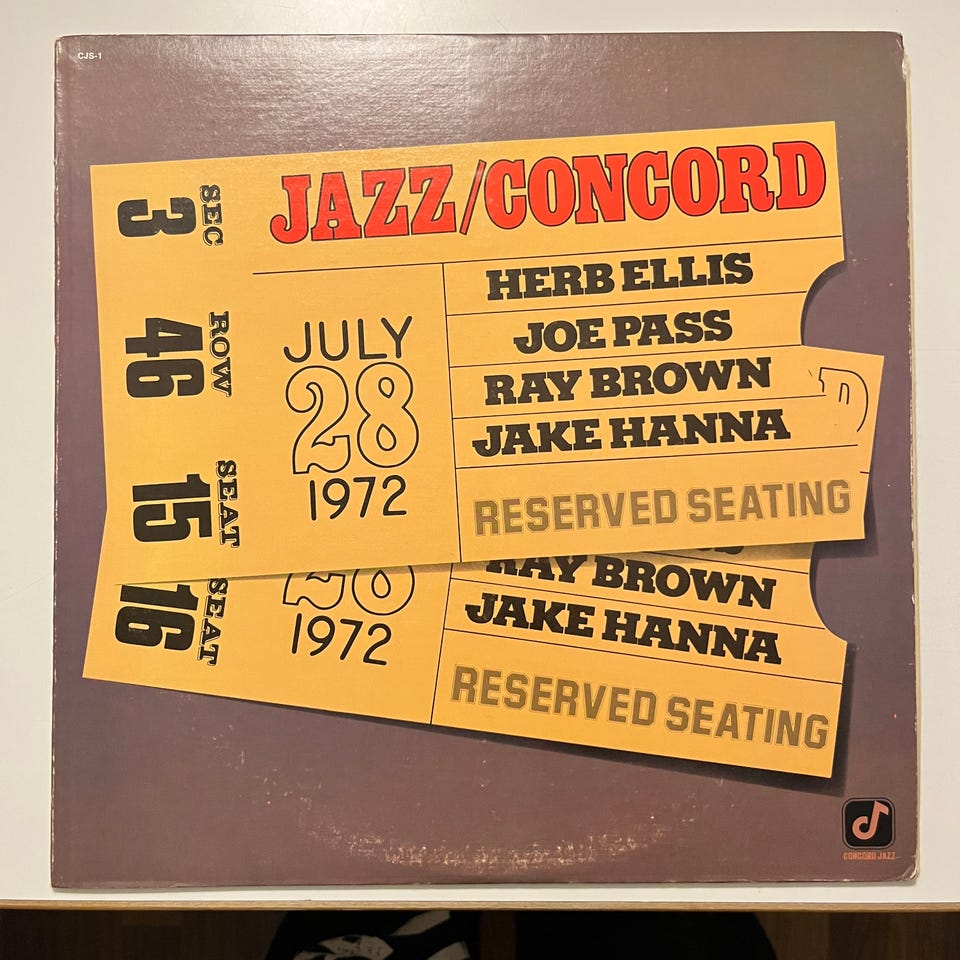 CJS-1
JAZZ/CONCORD
SEC
3
ROW
46
SEAT
15
JULY
28
1972
HERB ELLIS
JOE PASS
RAY BROWN
JAKE HANNA
RESERVED SEATING
SEAT
16
28
1972
RAY BROWN
JAKE HANNA
RESERVED SEATING
CONCORD JAZZ